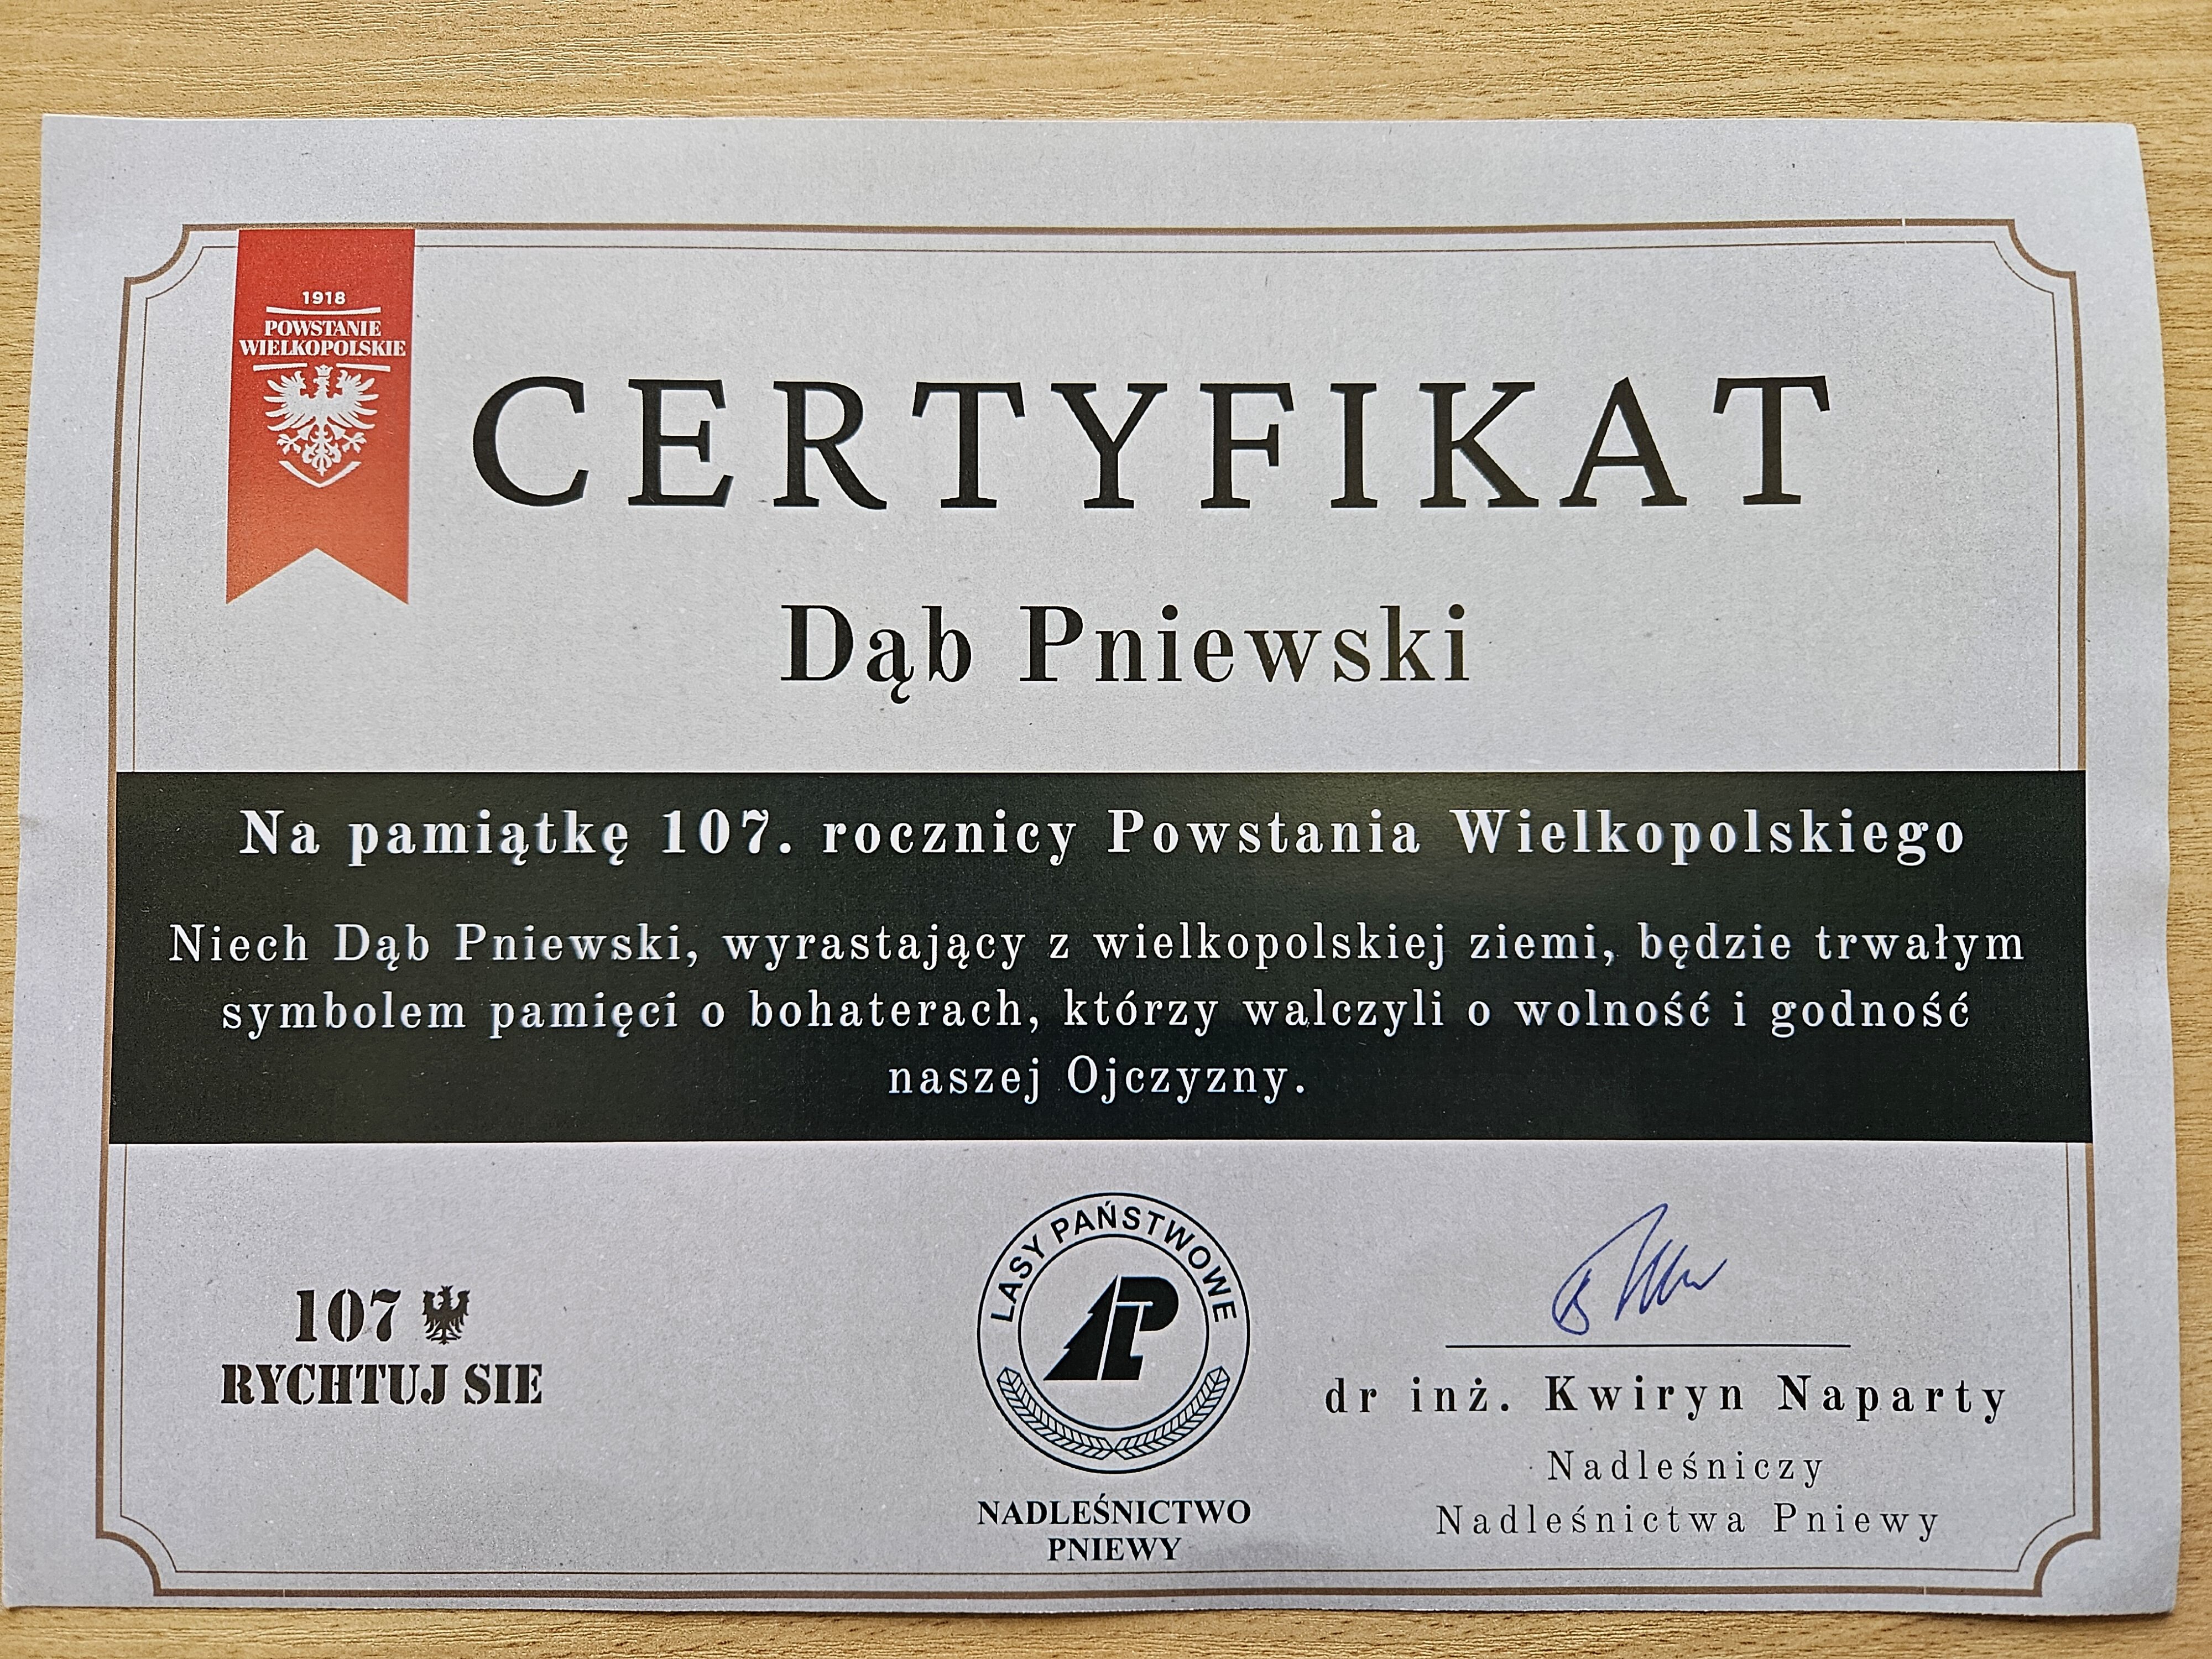 1918
POWSTANIE
WIELKOPOLSKIE
CERTYFIKAT
Dąb Pniewski
Na pamiątkę 107. rocznicy Powstania Wielkopolskiego
Niech Dąb Pniewski, wyrastający z wielkopolskiej ziemi, będzie trwałym
symbolem pamięci o bohaterach, którzy walczyli o wolność i godność
naszej Ojczyzny.
107
RYCHTUJ SIE
LASY PAŃSTWOWE
LP
NADLEŚNICTWO
PNIEWY
dr inż. Kwiryn Naparty
Nadleśniczy
Nadleśnictwa Pniewy